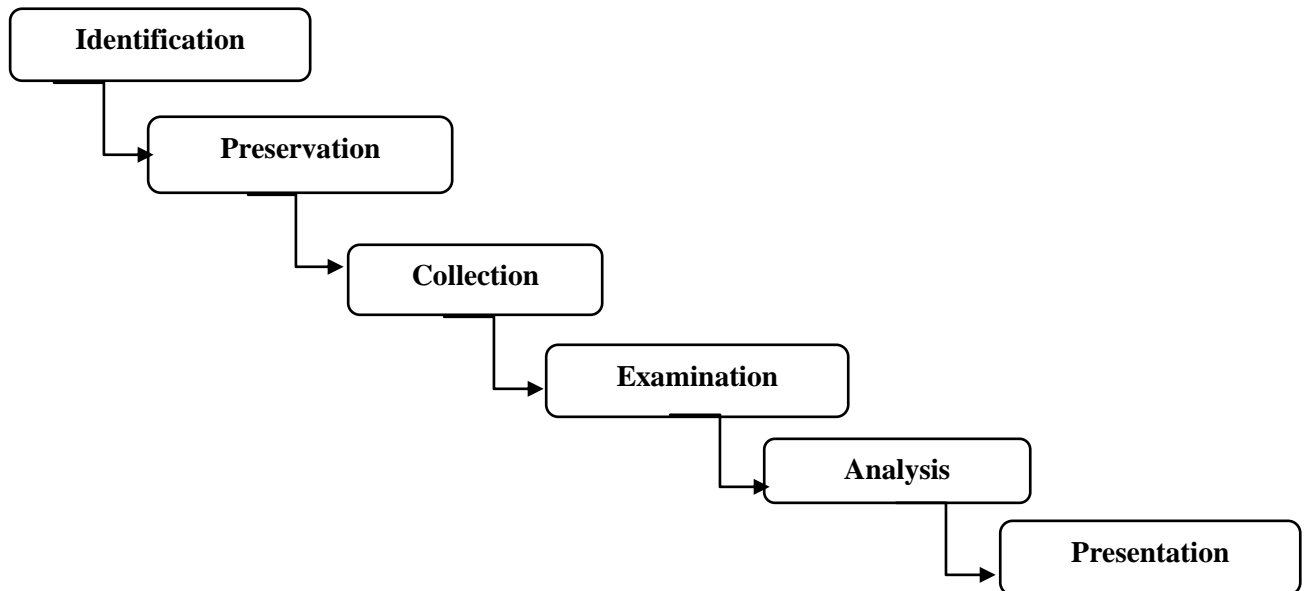 Identification
Preservation
Collection
Examination
Analysis
Presentation